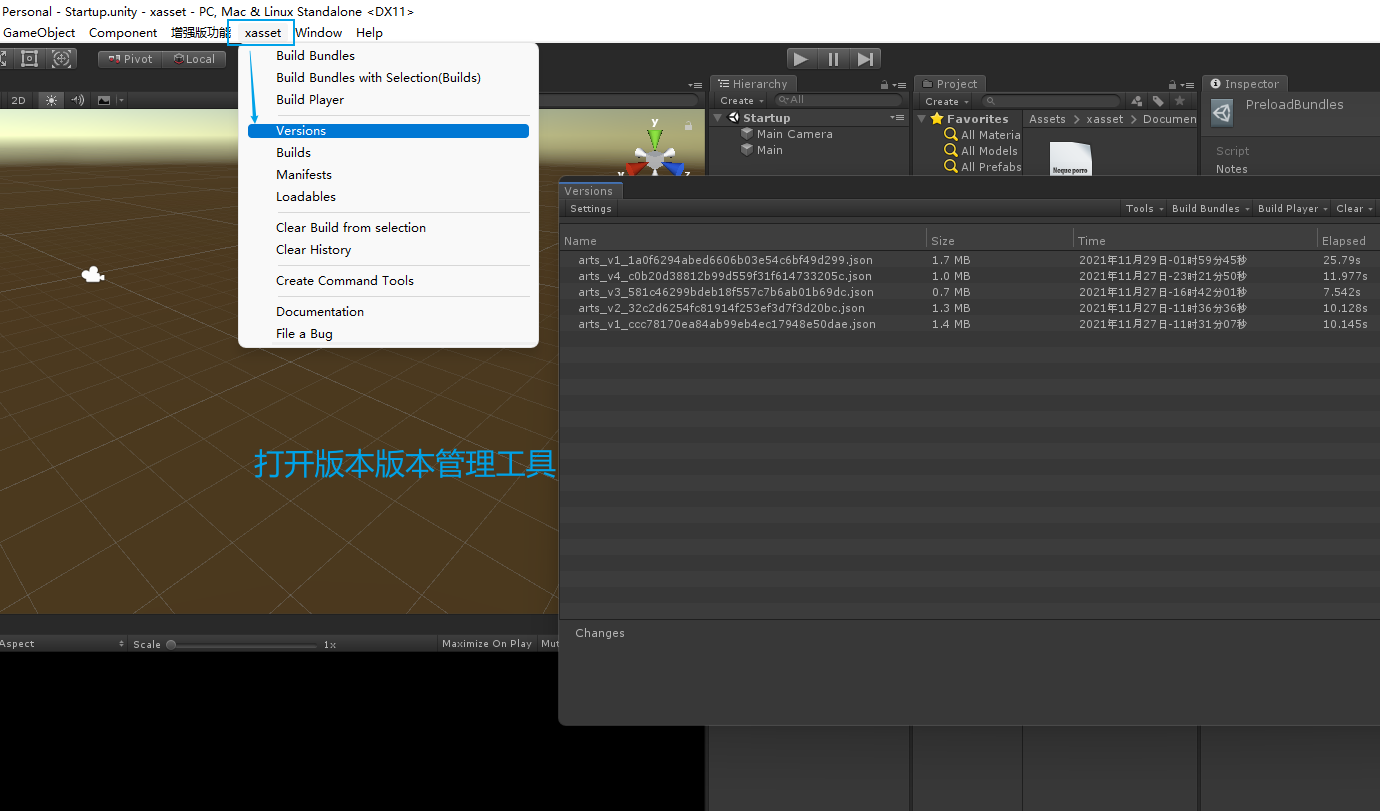 Personal - Startup.unity - xasset - PC, Mac & Linux Standalone <DX11>
GameObject Component 增强版功能 xasset Window Help
Pivot Local
2D
Build Bundles
Build Bundles with Selection(Builds)
Build Player
Versions
Builds
Manifests
Loadables
Clear Build from selection
Clear History
Create Command Tools
Documentation
File a Bug
y
z
Hierarchy
Create All
Startup
Main Camera
Main
Project
Create
Favorites
All Materia
All Models
All Prefabs
Assets xasset Documen
Neque porro
Inspector
PreloadBundles
Script
Notes
Versions
Settings Tools Build Bundles Build Player Clear
Name Size Time Elapsed
arts_v1_1a0f6294abed6606b03e54c6bf49d299.json 1.7 MB 2021年11月29日-01时59分45秒 25.79s
arts_v4_c0b20d38812b99d559f31f614733205c.json 1.0 MB 2021年11月27日-23时21分50秒 11.977s
arts_v3_581c46299bdeb18f557c7b6ab01b69dc.json 0.7 MB 2021年11月27日-16时42分01秒 7.542s
arts_v2_32c2d6254fc81914f253ef3d7f3d20bc.json 1.3 MB 2021年11月27日-11时36分36秒 10.128s
arts_v1_ccc78170ea84ab99eb4ec17948e50dae.json 1.4 MB 2021年11月27日-11时31分07秒 10.145s
打开版本版本管理工具
Changes
Aspect Scale 1x Maximize On Play Mut